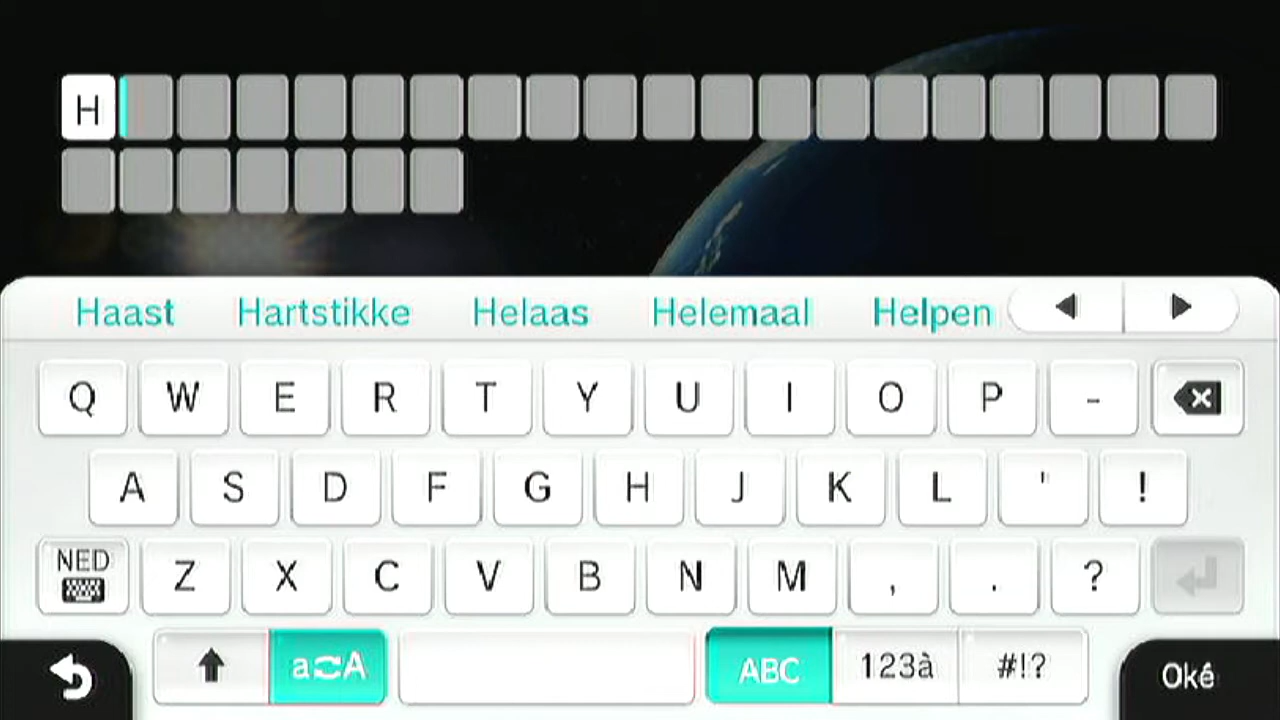 H
Haast Hartstikke Helaas Helemaal Helpen
Q W E R T Y U I O P -
A S D F G H J K L ' !
NED Z X C V B N M , . ?
a A ABC 123à #!?
Oké